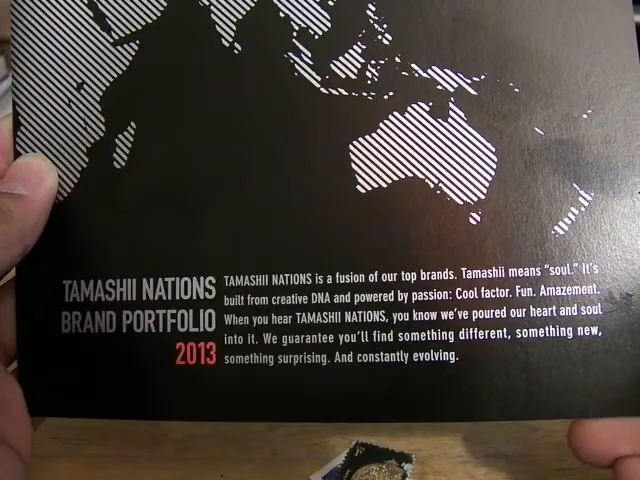 TAMASHII NATIONS
BRAND PORTFOLIO
2013
TAMASHII NATIONS is a fusion of our top brands. Tamashii means “soul.” It's
built from creative DNA and powered by passion: Cool factor. Fun. Amazement.
When you hear TAMASHII NATIONS, you know we've poured our heart and soul
into it. We guarantee you'll find something different, something new,
something surprising. And constantly evolving.